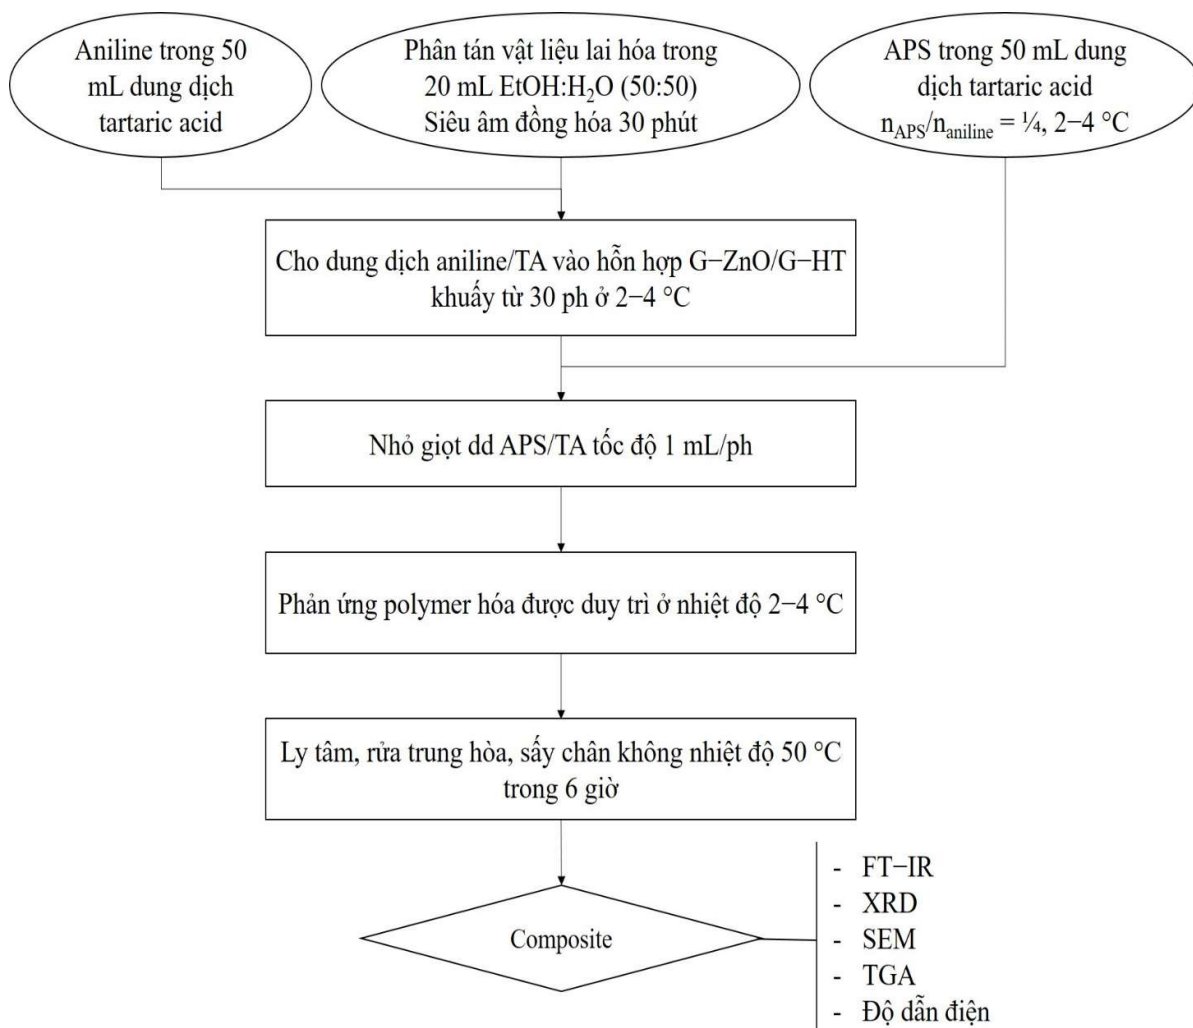 Aniline trong 50
mL dung dịch
tartaric acid
Phân tán vật liệu lai hóa trong
20 mL EtOH:H₂O (50:50)
Siêu âm đồng hóa 30 phút
APS trong 50 mL dung
dịch tartaric acid
n_APS/n_aniline = ¼, 2−4 °C
Cho dung dịch aniline/TA vào hỗn hợp G−ZnO/G−HT
khuấy từ 30 ph ở 2−4 °C
Nhỏ giọt dd APS/TA tốc độ 1 mL/ph
Phản ứng polymer hóa được duy trì ở nhiệt độ 2−4 °C
Ly tâm, rửa trung hòa, sấy chân không nhiệt độ 50 °C
trong 6 giờ
Composite
- FT−IR
- XRD
- SEM
- TGA
- Độ dẫn điện